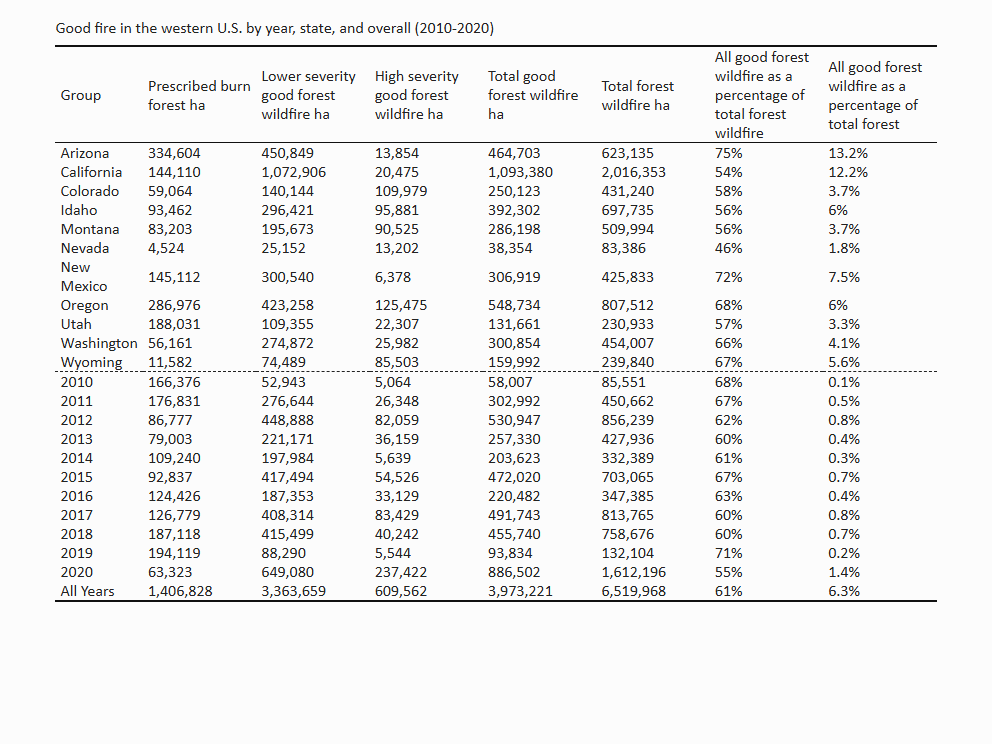 Good fire in the western U.S. by year, state, and overall (2010-2020)
Group Prescribed burn forest ha Lower severity good forest wildfire ha High severity good forest wildfire ha Total good forest wildfire ha Total forest wildfire ha All good forest wildfire as a percentage of total forest wildfire All good forest wildfire as a percentage of total forest
Arizona 334,604 450,849 13,854 464,703 623,135 75% 13.2%
California 144,110 1,072,906 20,475 1,093,380 2,016,353 54% 12.2%
Colorado 59,064 140,144 109,979 250,123 431,240 58% 3.7%
Idaho 93,462 296,421 95,881 392,302 697,735 56% 6%
Montana 83,203 195,673 90,525 286,198 509,994 56% 3.7%
Nevada 4,524 25,152 13,202 38,354 83,386 46% 1.8%
New Mexico 145,112 300,540 6,378 306,919 425,833 72% 7.5%
Oregon 286,976 423,258 125,475 548,734 807,512 68% 6%
Utah 188,031 109,355 22,307 131,661 230,933 57% 3.3%
Washington 56,161 274,872 25,982 300,854 454,007 66% 4.1%
Wyoming 11,582 74,489 85,503 159,992 239,840 67% 5.6%
2010 166,376 52,943 5,064 58,007 85,551 68% 0.1%
2011 176,831 276,644 26,348 302,992 450,662 67% 0.5%
2012 86,777 448,888 82,059 530,947 856,239 62% 0.8%
2013 79,003 221,171 36,159 257,330 427,936 60% 0.4%
2014 109,240 197,984 5,639 203,623 332,389 61% 0.3%
2015 92,837 417,494 54,526 472,020 703,065 67% 0.7%
2016 124,426 187,353 33,129 220,482 347,385 63% 0.4%
2017 126,779 408,314 83,429 491,743 813,765 60% 0.8%
2018 187,118 415,499 40,242 455,740 758,676 60% 0.7%
2019 194,119 88,290 5,544 93,834 132,104 71% 0.2%
2020 63,323 649,080 237,422 886,502 1,612,196 55% 1.4%
All Years 1,406,828 3,363,659 609,562 3,973,221 6,519,968 61% 6.3%